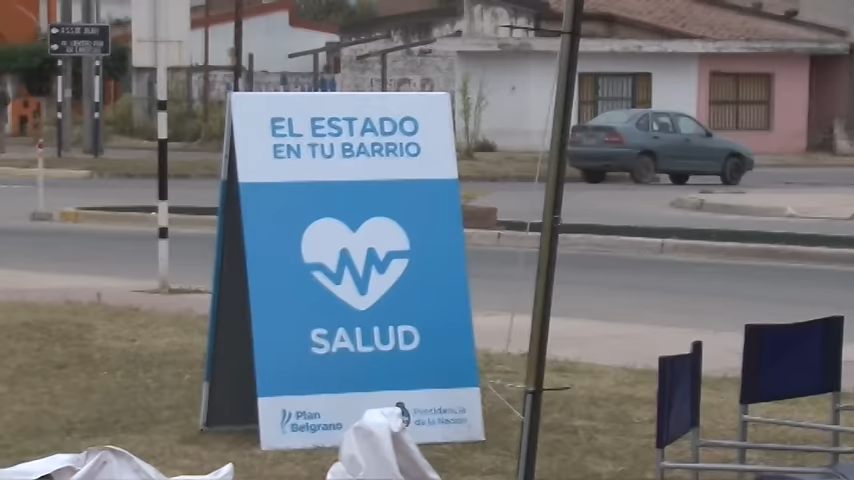 EL ESTADO
EN TU BARRIO
SALUD
Plan
Belgrano
Presidencia
de la Nación